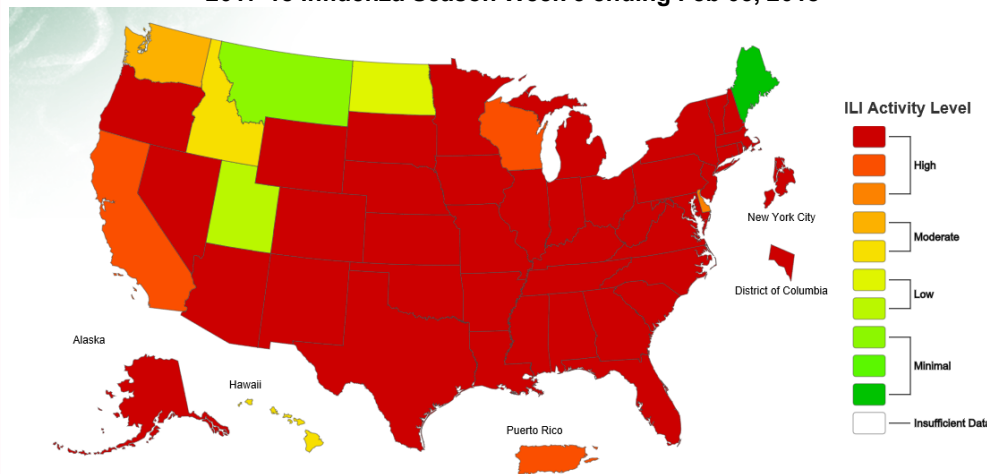 ILI Activity Level
High
Moderate
Low
Minimal
Insufficient Data
New York City
District of Columbia
Alaska
Hawaii
Puerto Rico